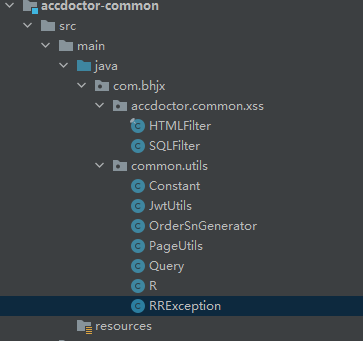 accdoctor-common
src
main
java
com.bhjx
accdoctor.common.xss
HTMLFilter
SQLFilter
common.utils
Constant
JwtUtils
OrderSnGenerator
PageUtils
Query
R
RRException
resources